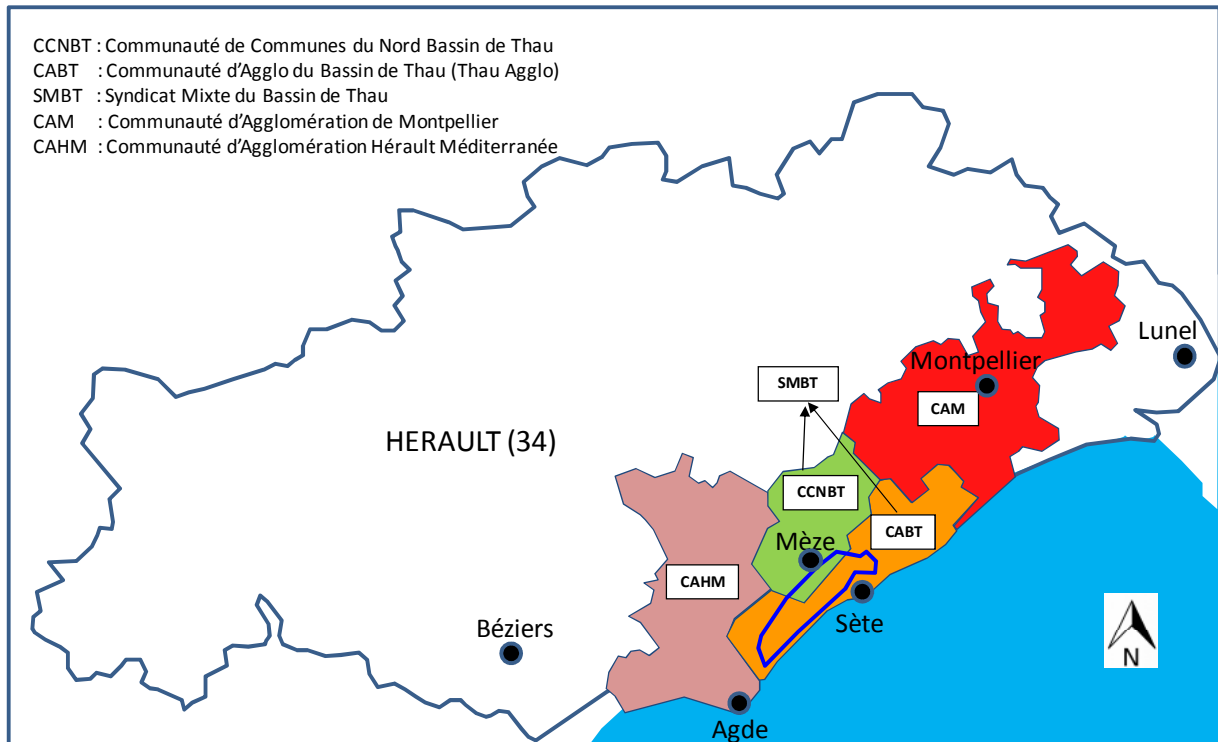 CCNBT : Communauté de Communes du Nord Bassin de Thau
CABT : Communauté d'Agglo du Bassin de Thau (Thau Agglo)
SMBT : Syndicat Mixte du Bassin de Thau
CAM : Communauté d'Agglomération de Montpellier
CAHM : Communauté d'Agglomération Hérault Méditerranée
Lunel
Montpellier
SMBT
CAM
HERAULT (34)
CCNBT
CABT
Mèze
CAHM
Sète
Béziers
N
Agde